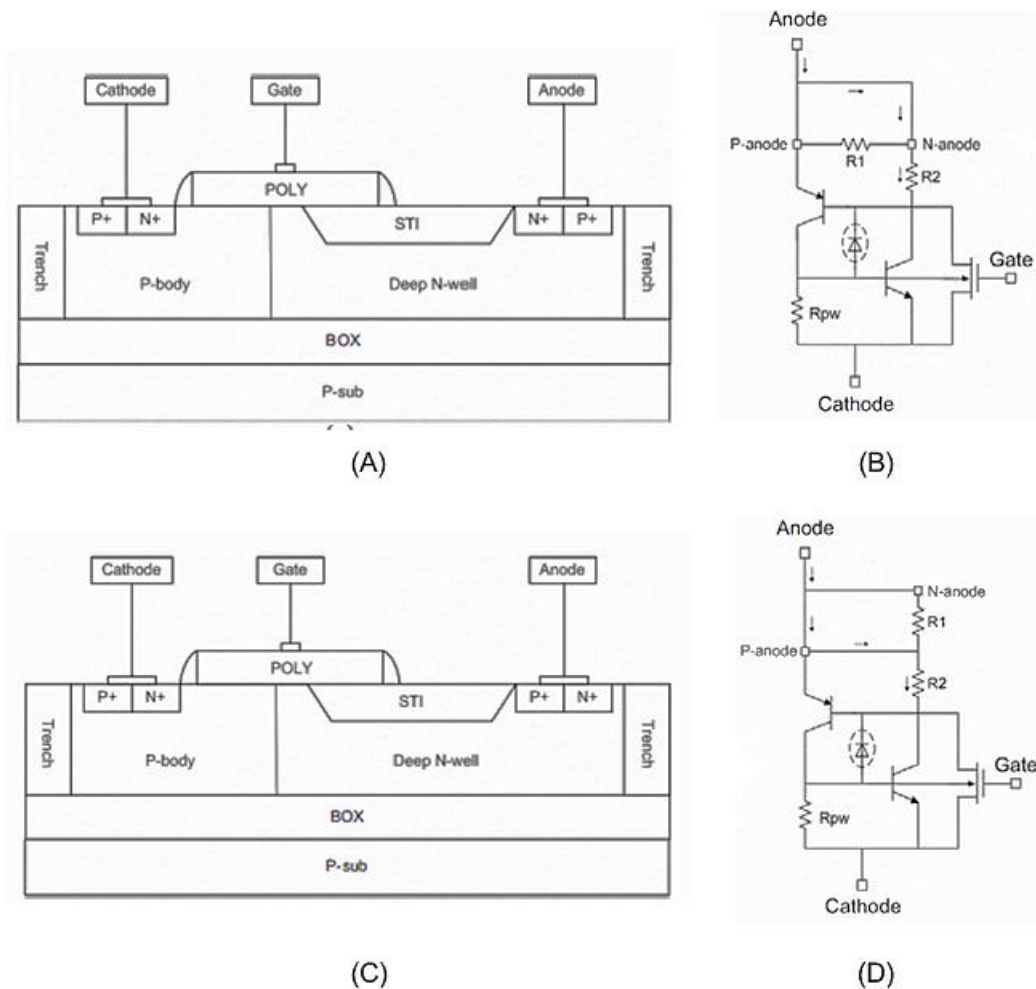 Cathode Gate Anode
POLY
P+ N+ STI N+ P+
Trench P-body Deep N-well Trench
BOX
P-sub
(A)
Anode
P-anode R1 N-anode
R2
Gate
Rpw
Cathode
(B)
Cathode Gate Anode
POLY
P+ N+ STI P+ N+
Trench P-body Deep N-well Trench
BOX
P-sub
(C)
Anode
N-anode
R1
P-anode
R2
Gate
Rpw
Cathode
(D)